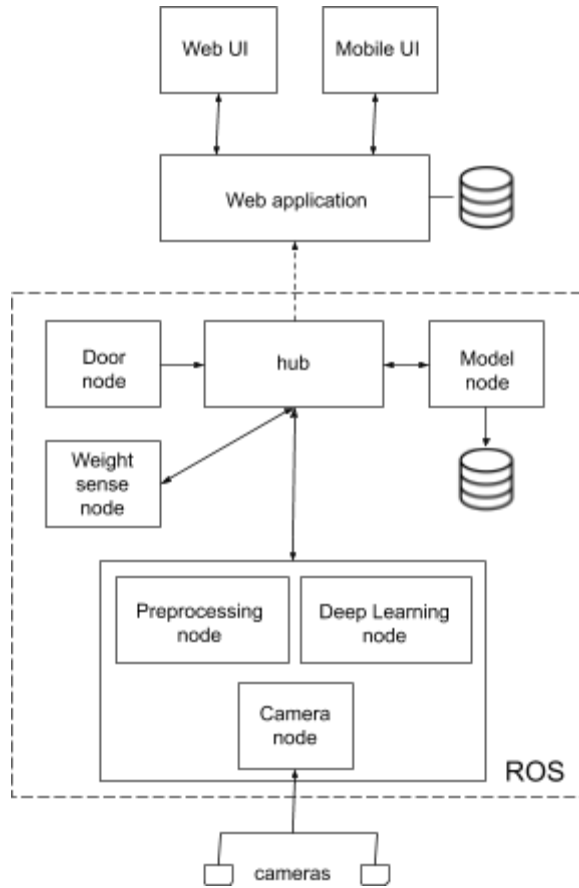 Web UI
Mobile UI
Web application
Door
node
hub
Model
node
Weight
sense
node
Preprocessing
node
Deep Learning
node
Camera
node
ROS
cameras